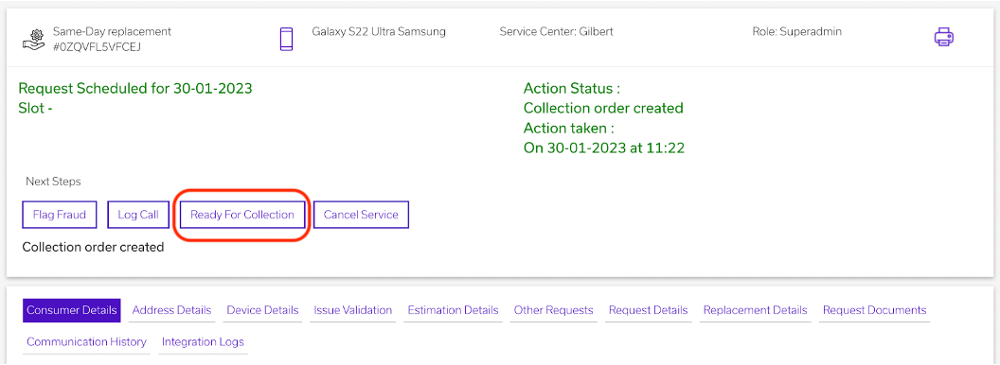 Same-Day replacement
#0ZQVFL5VFCEJ
Galaxy S22 Ultra Samsung
Service Center: Gilbert
Role: Superadmin
Request Scheduled for 30-01-2023
Slot -
Action Status :
Collection order created
Action taken :
On 30-01-2023 at 11:22
Next Steps
Flag Fraud
Log Call
Ready For Collection
Cancel Service
Collection order created
Consumer Details
Address Details
Device Details
Issue Validation
Estimation Details
Other Requests
Request Details
Replacement Details
Request Documents
Communication History
Integration Logs